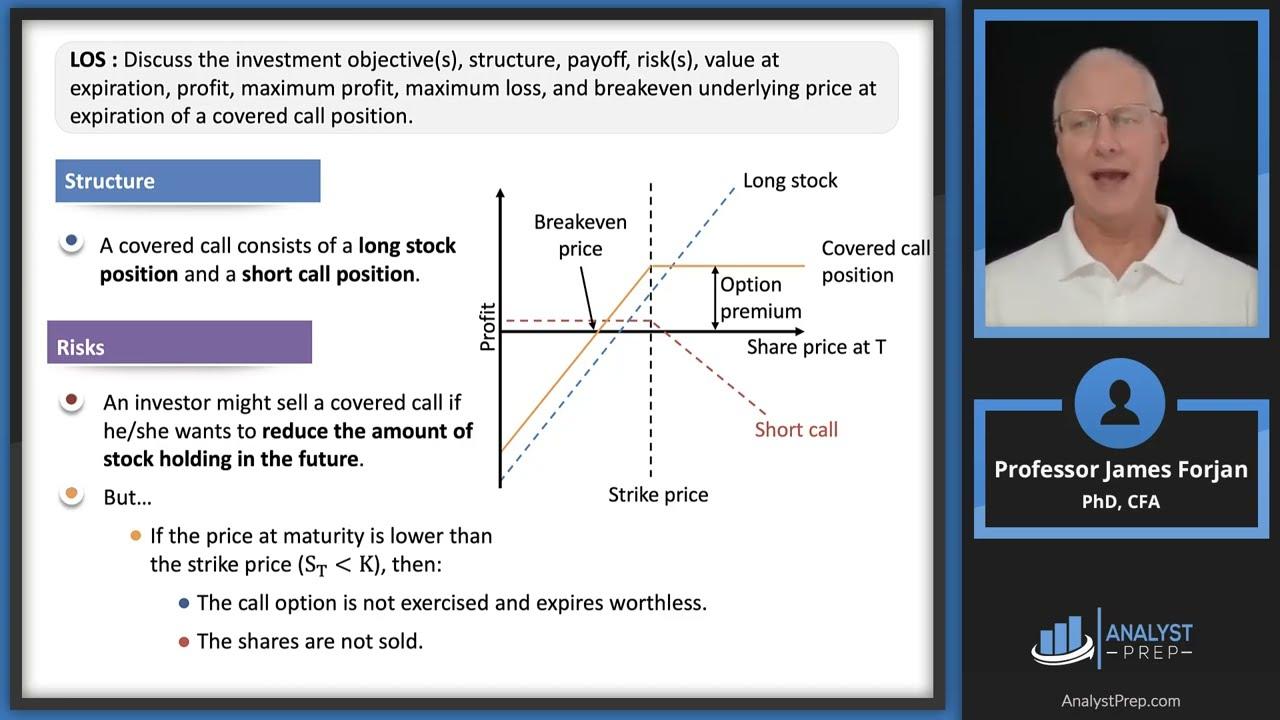 LOS : Discuss the investment objective(s), structure, payoff, risk(s), value at
expiration, profit, maximum profit, maximum loss, and breakeven underlying price at
expiration of a covered call position.
Structure
A covered call consists of a long stock
position and a short call position.
Risks
An investor might sell a covered call if
he/she wants to reduce the amount of
stock holding in the future.
But...
If the price at maturity is lower than
the strike price (S_T < K), then:
The call option is not exercised and expires worthless.
The shares are not sold.
Long stock
Breakeven
price
Covered call
position
Option
premium
Profit
Share price at T
Short call
Strike price
Professor James Forjan
PhD, CFA
ANALYST
PREP
AnalystPrep.com